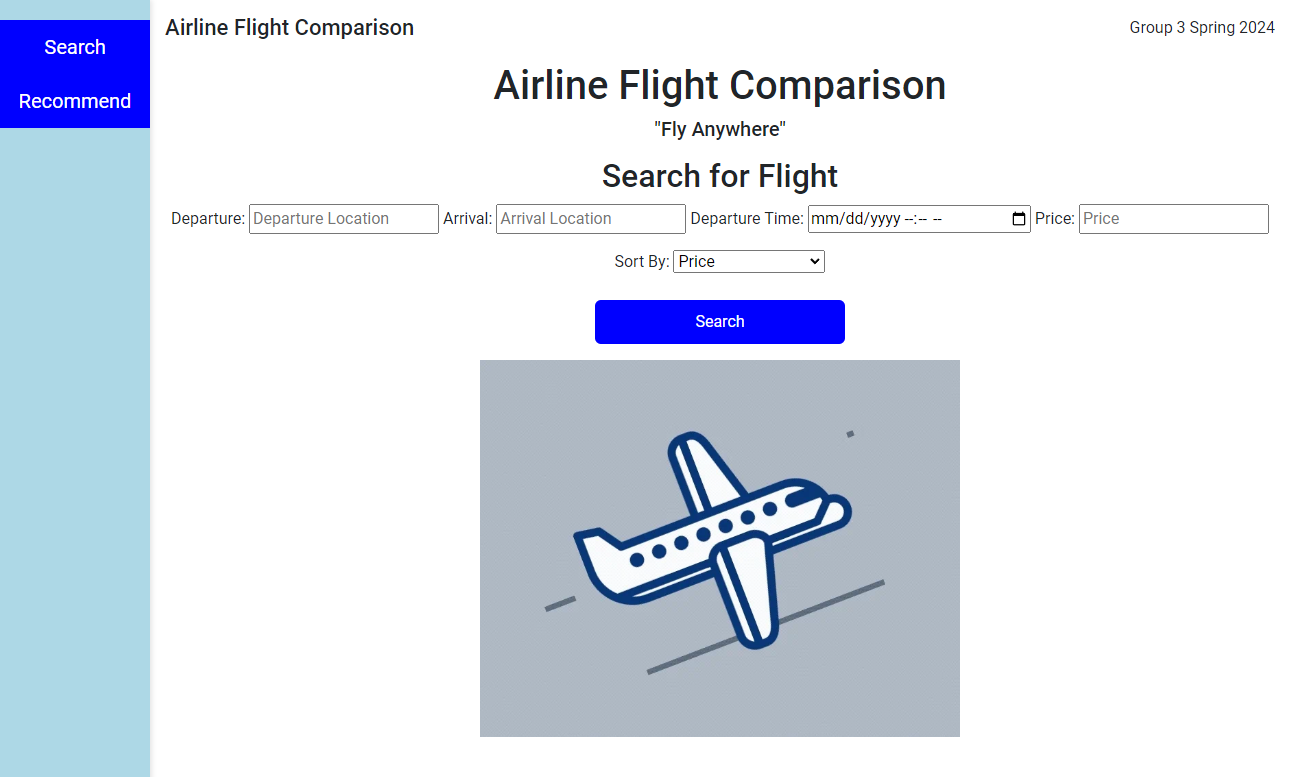 Search
Recommend
Airline Flight Comparison
Group 3 Spring 2024
Airline Flight Comparison
"Fly Anywhere"
Search for Flight
Departure: Departure Location Arrival: Arrival Location Departure Time: mm/dd/yyyy --:-- -- Price: Price
Sort By: Price
Search